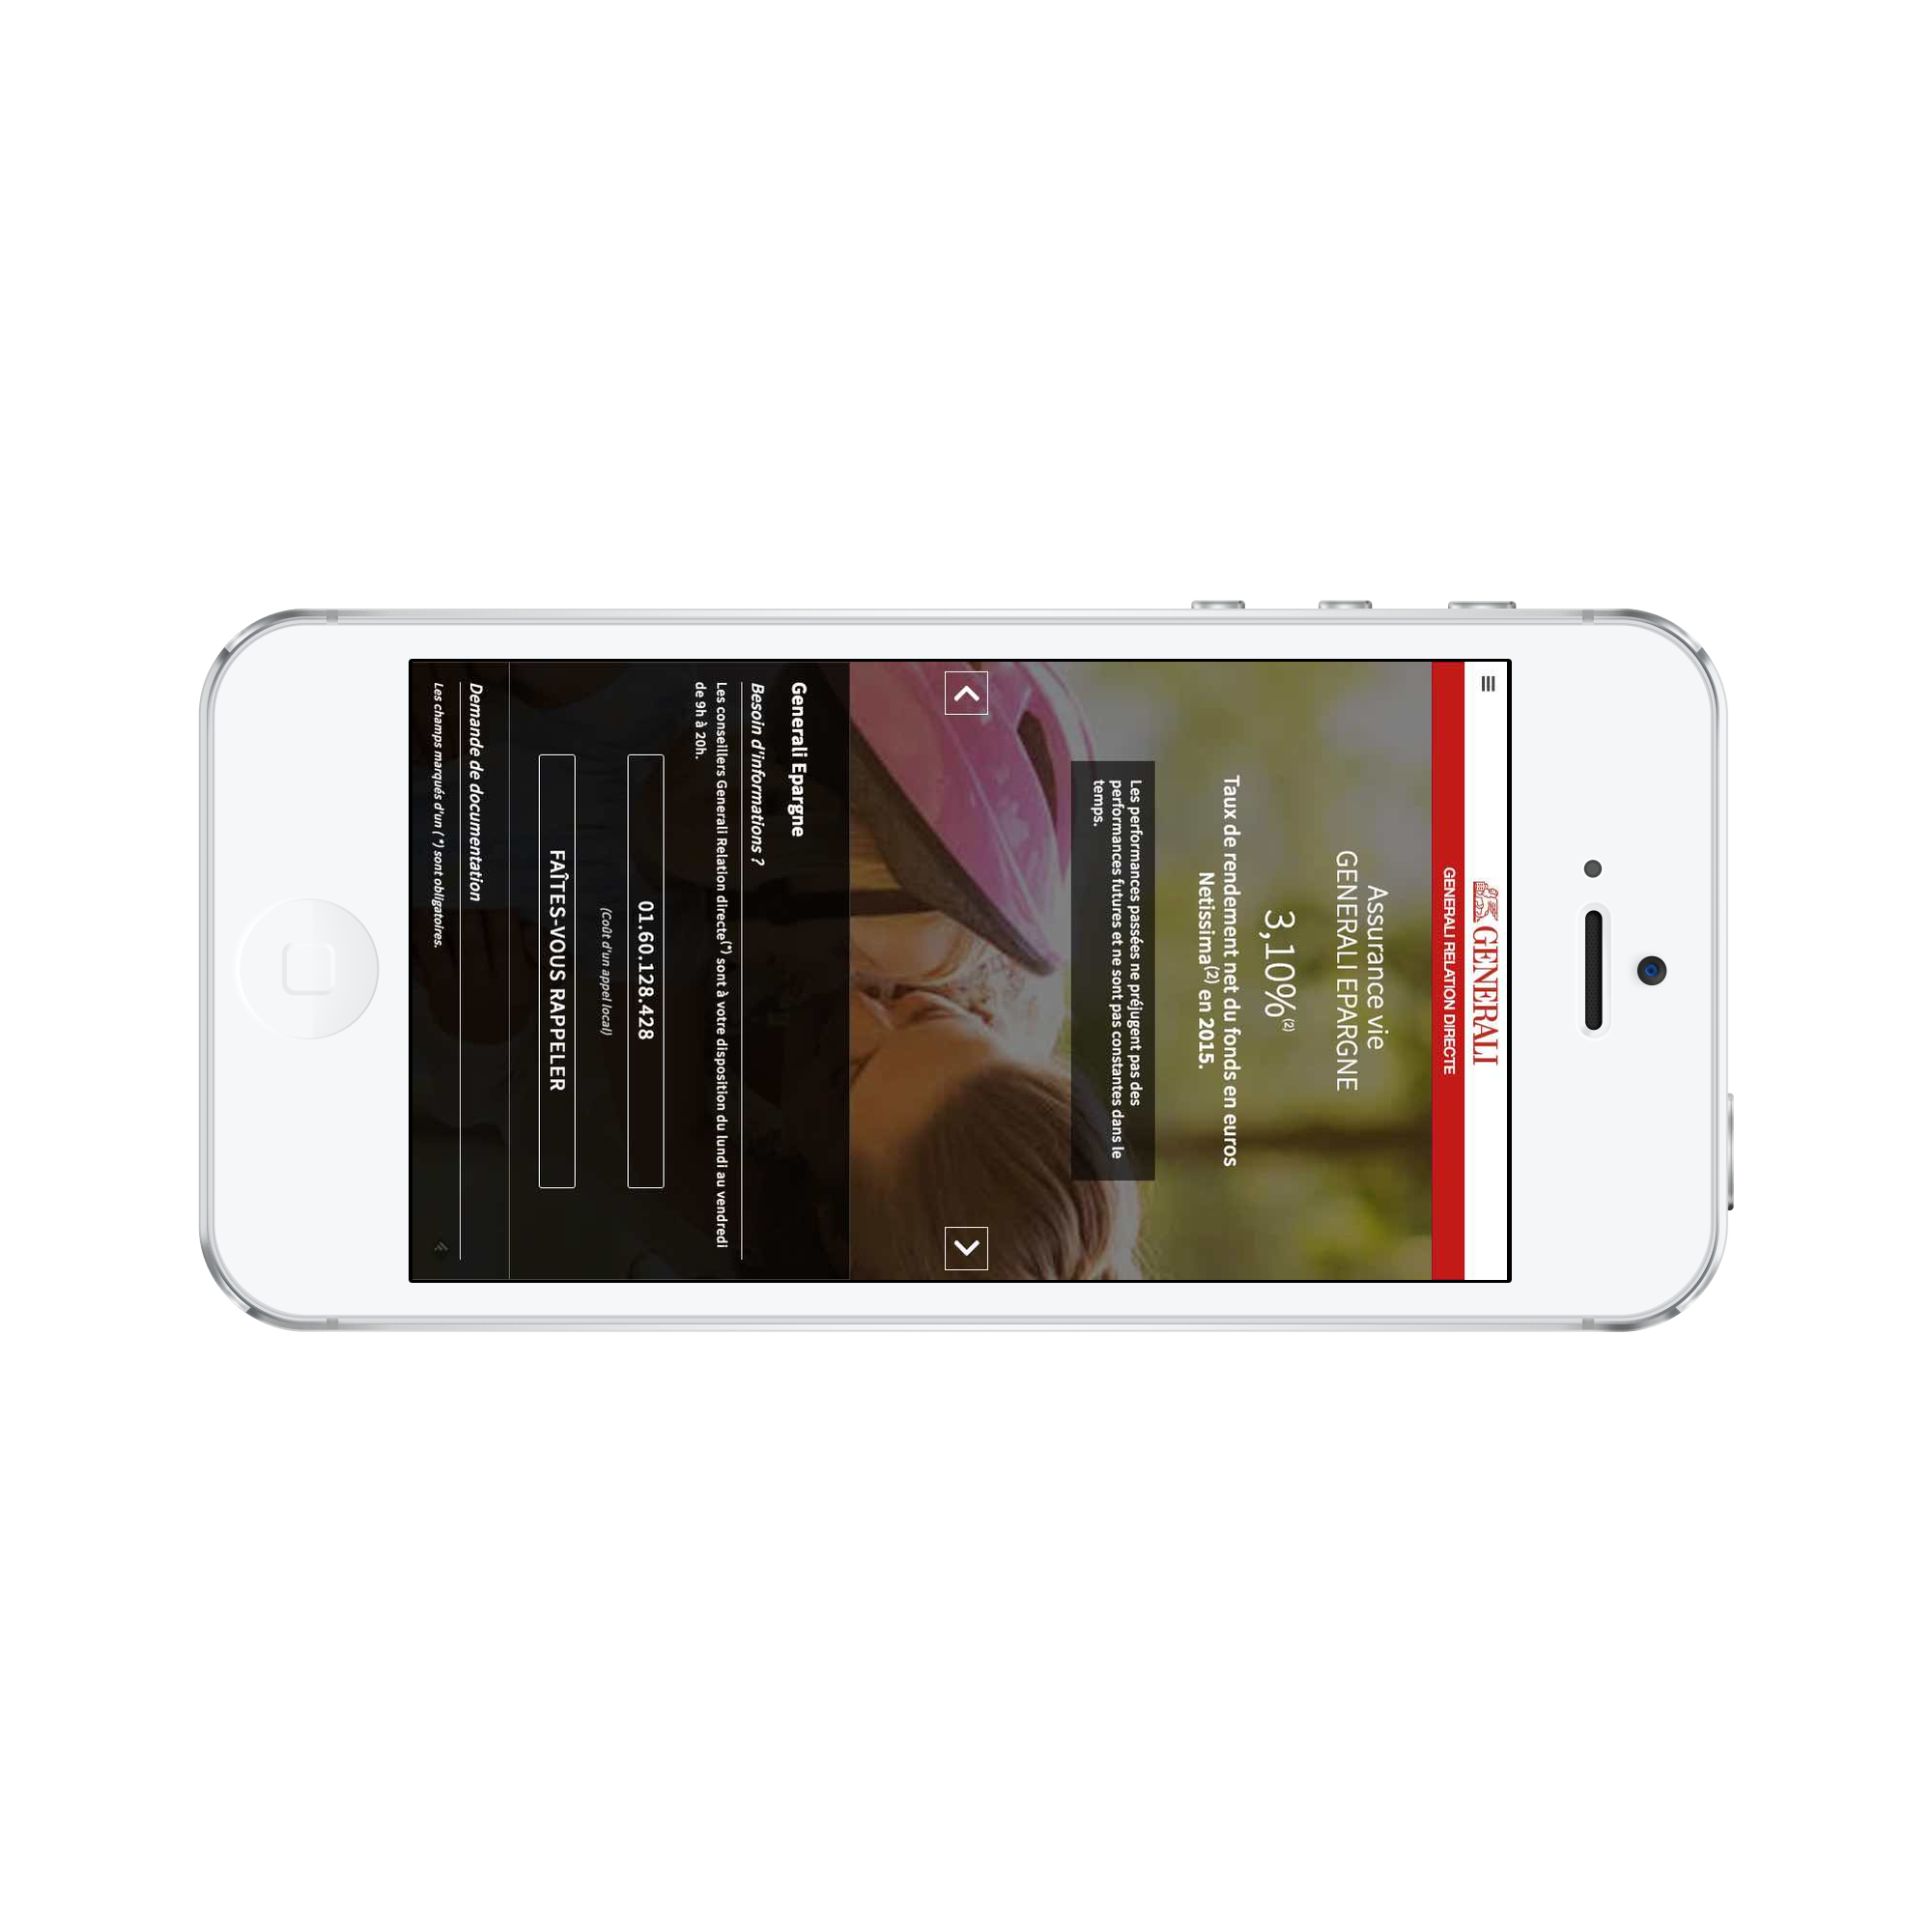 GENERALI
GENERALI RELATION DIRECTE
Assurance vie
GENERALI EPARGNE
3,10%(2)
Taux de rendement net du fonds en euros
Netissima(2) en 2015.
Les performances passées ne préjugent pas des
performances futures et ne sont pas constantes dans le
temps.
Generali Epargne
Besoin d'informations ?
Les conseillers Generali Relation directe(*) sont à votre disposition du lundi au vendredi
de 9h à 20h.
01.60.128.428
(Coût d'un appel local)
FAÎTES-VOUS RAPPELER
Demande de documentation
Les champs marqués d'un (*) sont obligatoires.